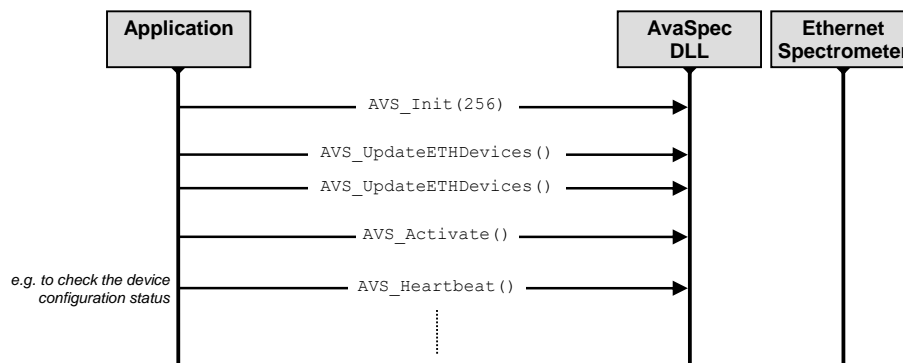 Application
AvaSpec
DLL
Ethernet
Spectrometer
AVS_Init(256)
AVS_UpdateETHDevices()
AVS_UpdateETHDevices()
AVS_Activate()
e.g. to check the device
configuration status
AVS_Heartbeat()